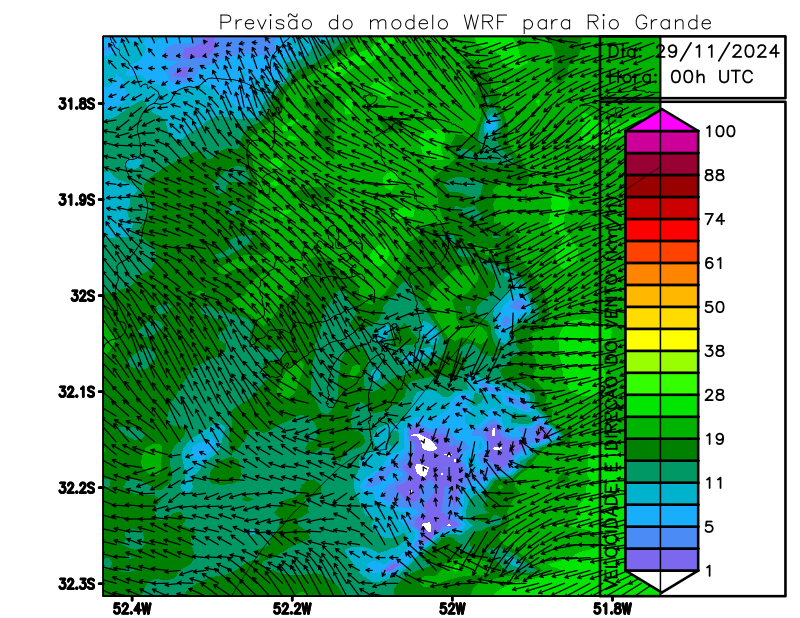 Previsão do modelo WRF para Rio Grande
Dia: 29/11/2024
Hora: 00h UTC
31.8S
31.9S
32S
32.1S
32.2S
32.3S
52.4W
52.2W
52W
51.8W
100
88
74
61
50
38
28
19
11
5
1
VELOCIDADE E DIREÇÃO DO VENTO